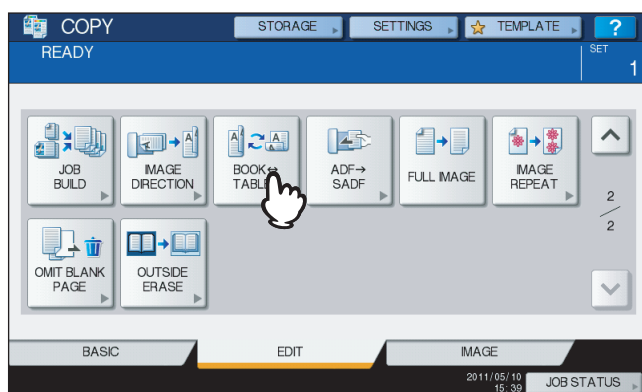 COPY
STORAGE
SETTINGS
TEMPLATE
?
READY
SET
1
JOB
BUILD
IMAGE
DIRECTION
BOOK↔
TABLE
ADF→
SADF
FULL IMAGE
IMAGE
REPEAT
2
2
OMIT BLANK
PAGE
OUTSIDE
ERASE
BASIC
EDIT
IMAGE
2011/05/10
15:39
JOB STATUS